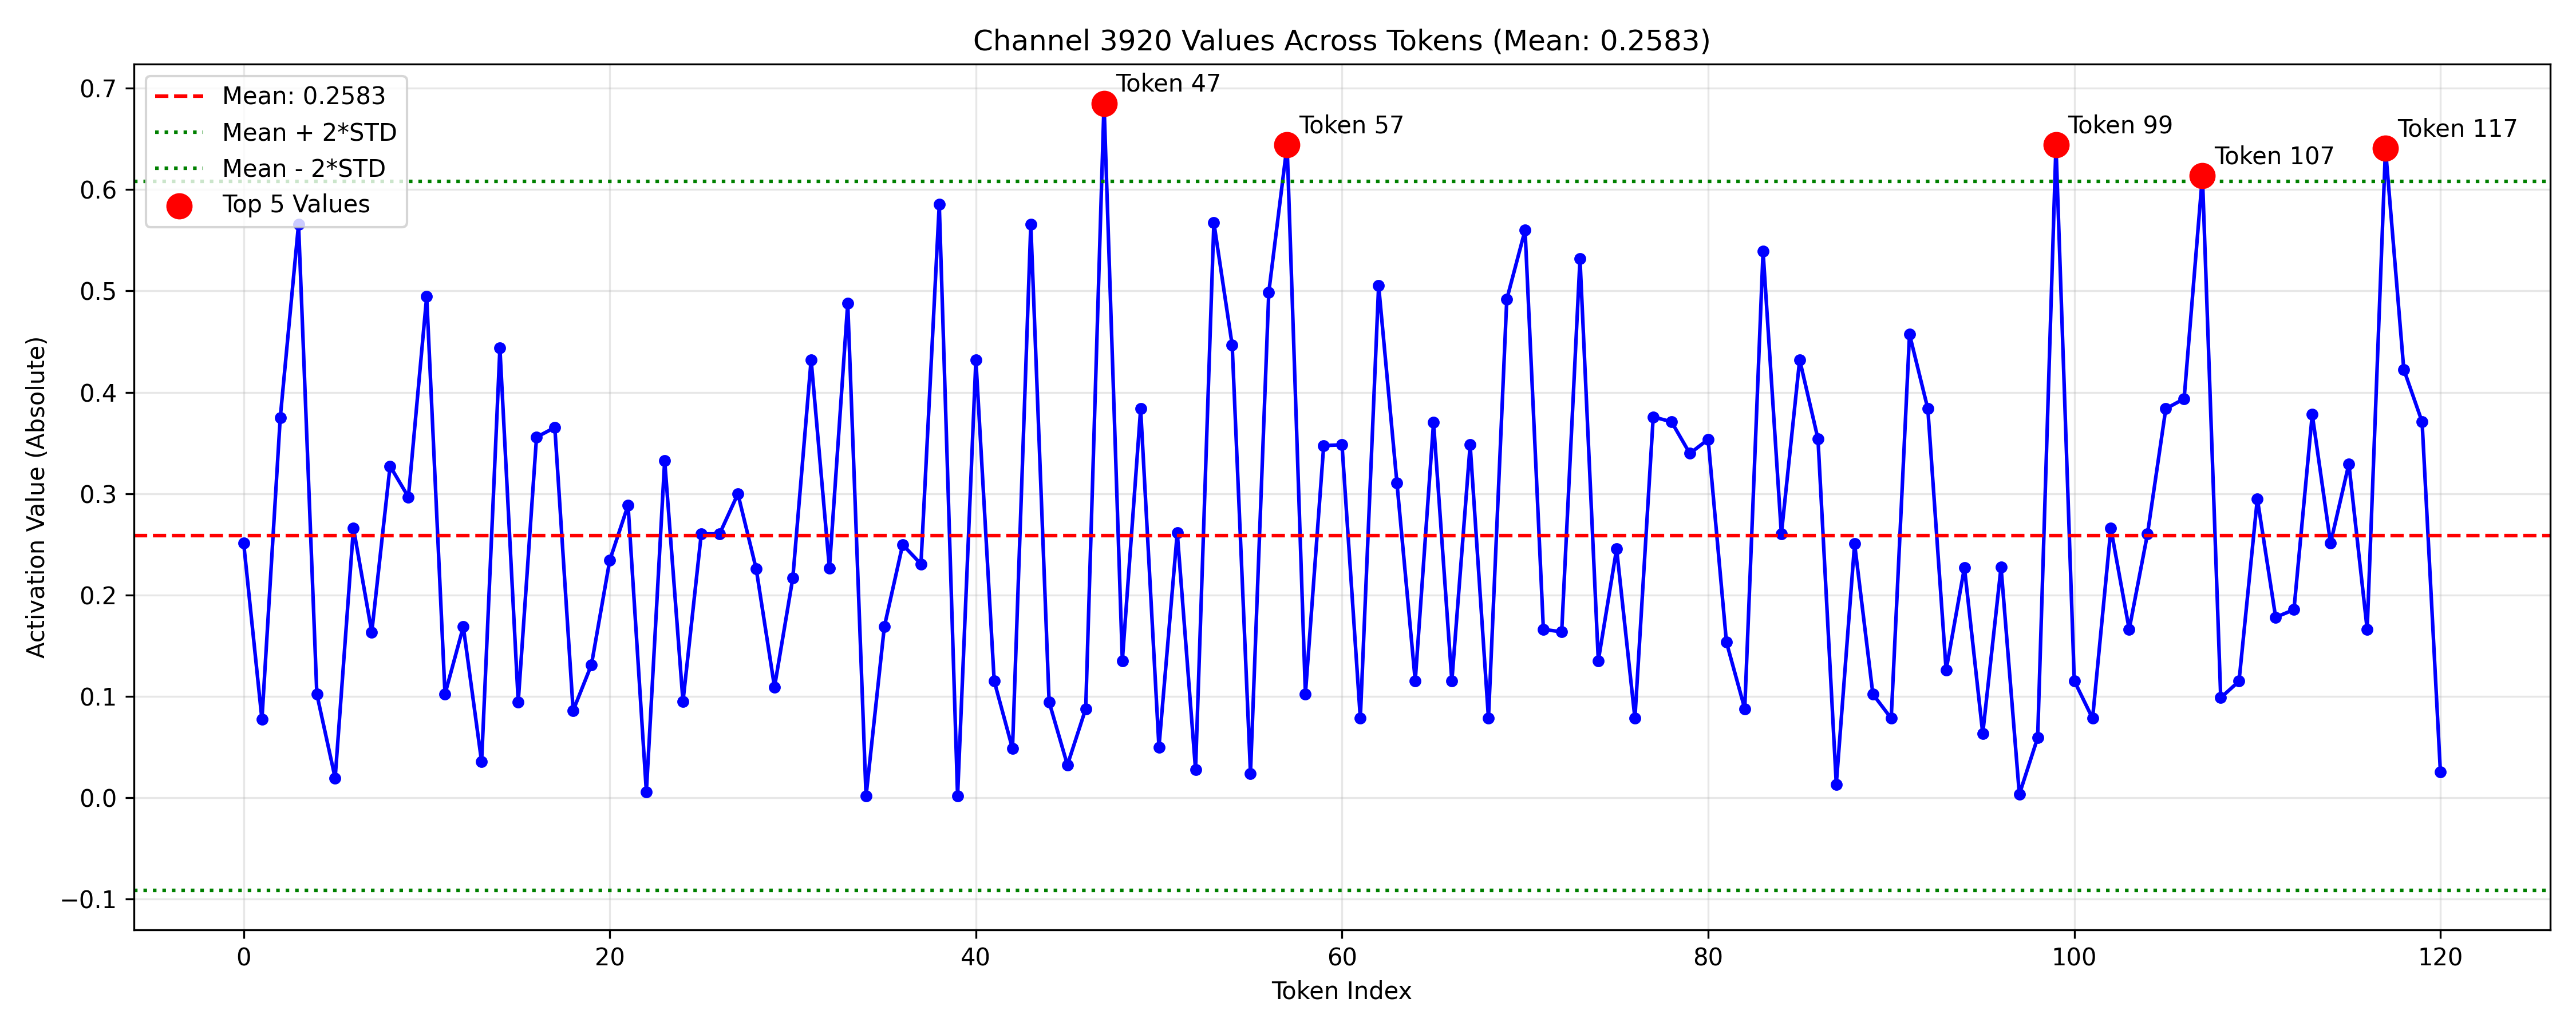 Channel 3920 Values Across Tokens (Mean: 0.2583)
Mean: 0.2583
Mean + 2*STD
Mean - 2*STD
Top 5 Values
Token 47
Token 57
Token 99
Token 107
Token 117
0.7
0.6
0.5
0.4
0.3
0.2
0.1
0.0
−0.1
Activation Value (Absolute)
0 20 40 60 80 100 120
Token Index